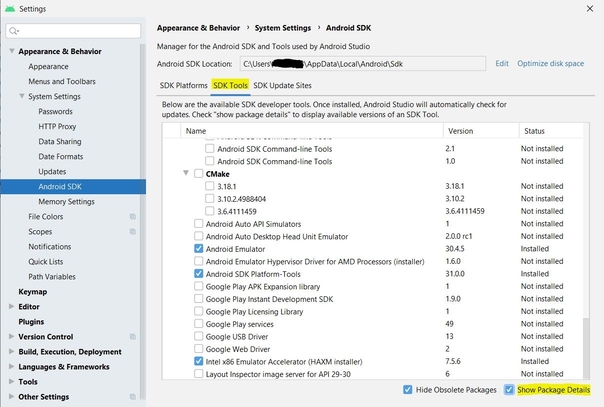 Settings
Appearance & Behavior
Appearance
Menus and Toolbars
System Settings
Passwords
HTTP Proxy
Data Sharing
Date Formats
Updates
Android SDK
Memory Settings
File Colors
Scopes
Notifications
Quick Lists
Path Variables
Keymap
Editor
Plugins
Version Control
Build, Execution, Deployment
Languages & Frameworks
Tools
Other Settings
Appearance & Behavior › System Settings › Android SDK
Manager for the Android SDK and Tools used by Android Studio
Android SDK Location: C:\Users\ \AppData\Local\Android\Sdk Edit Optimize disk space
SDK Platforms SDK Tools SDK Update Sites
Below are the available SDK developer tools. Once installed, Android Studio will automatically check for
updates. Check "show package details" to display available versions of an SDK Tool.
Name Version Status
Android SDK Command-line Tools 2.1 Not installed
Android SDK Command-line Tools 1.0 Not installed
CMake
3.18.1 3.18.1 Not installed
3.10.2.4988404 3.10.2 Not installed
3.6.4111459 3.6.4111459 Not installed
Android Auto API Simulators 1 Not installed
Android Auto Desktop Head Unit Emulator 2.0.0 rc1 Not installed
Android Emulator 30.4.5 Installed
Android Emulator Hypervisor Driver for AMD Processors (installer) 1.6.0 Not installed
Android SDK Platform-Tools 31.0.0 Installed
Google Play APK Expansion library 1 Not installed
Google Play Instant Development SDK 1.9.0 Not installed
Google Play Licensing Library 1 Not installed
Google Play services 49 Not installed
Google USB Driver 13 Not installed
Google Web Driver 2 Not installed
Intel x86 Emulator Accelerator (HAXM installer) 7.5.6 Installed
Layout Inspector image server for API 29-30 6 Not installed
Hide Obsolete Packages Show Package Details